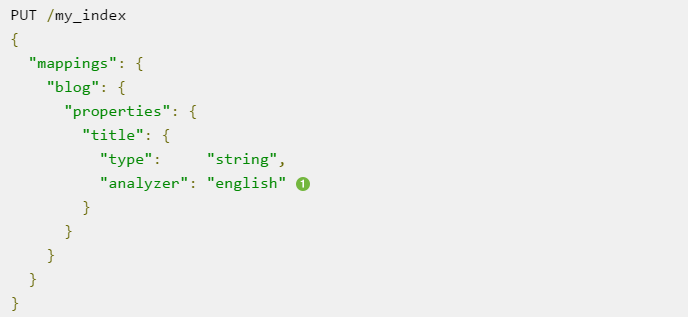 PUT /my_index
{
  "mappings": {
    "blog": {
      "properties": {
        "title": {
          "type":     "string",
          "analyzer": "english" 1
        }
      }
    }
  }
}